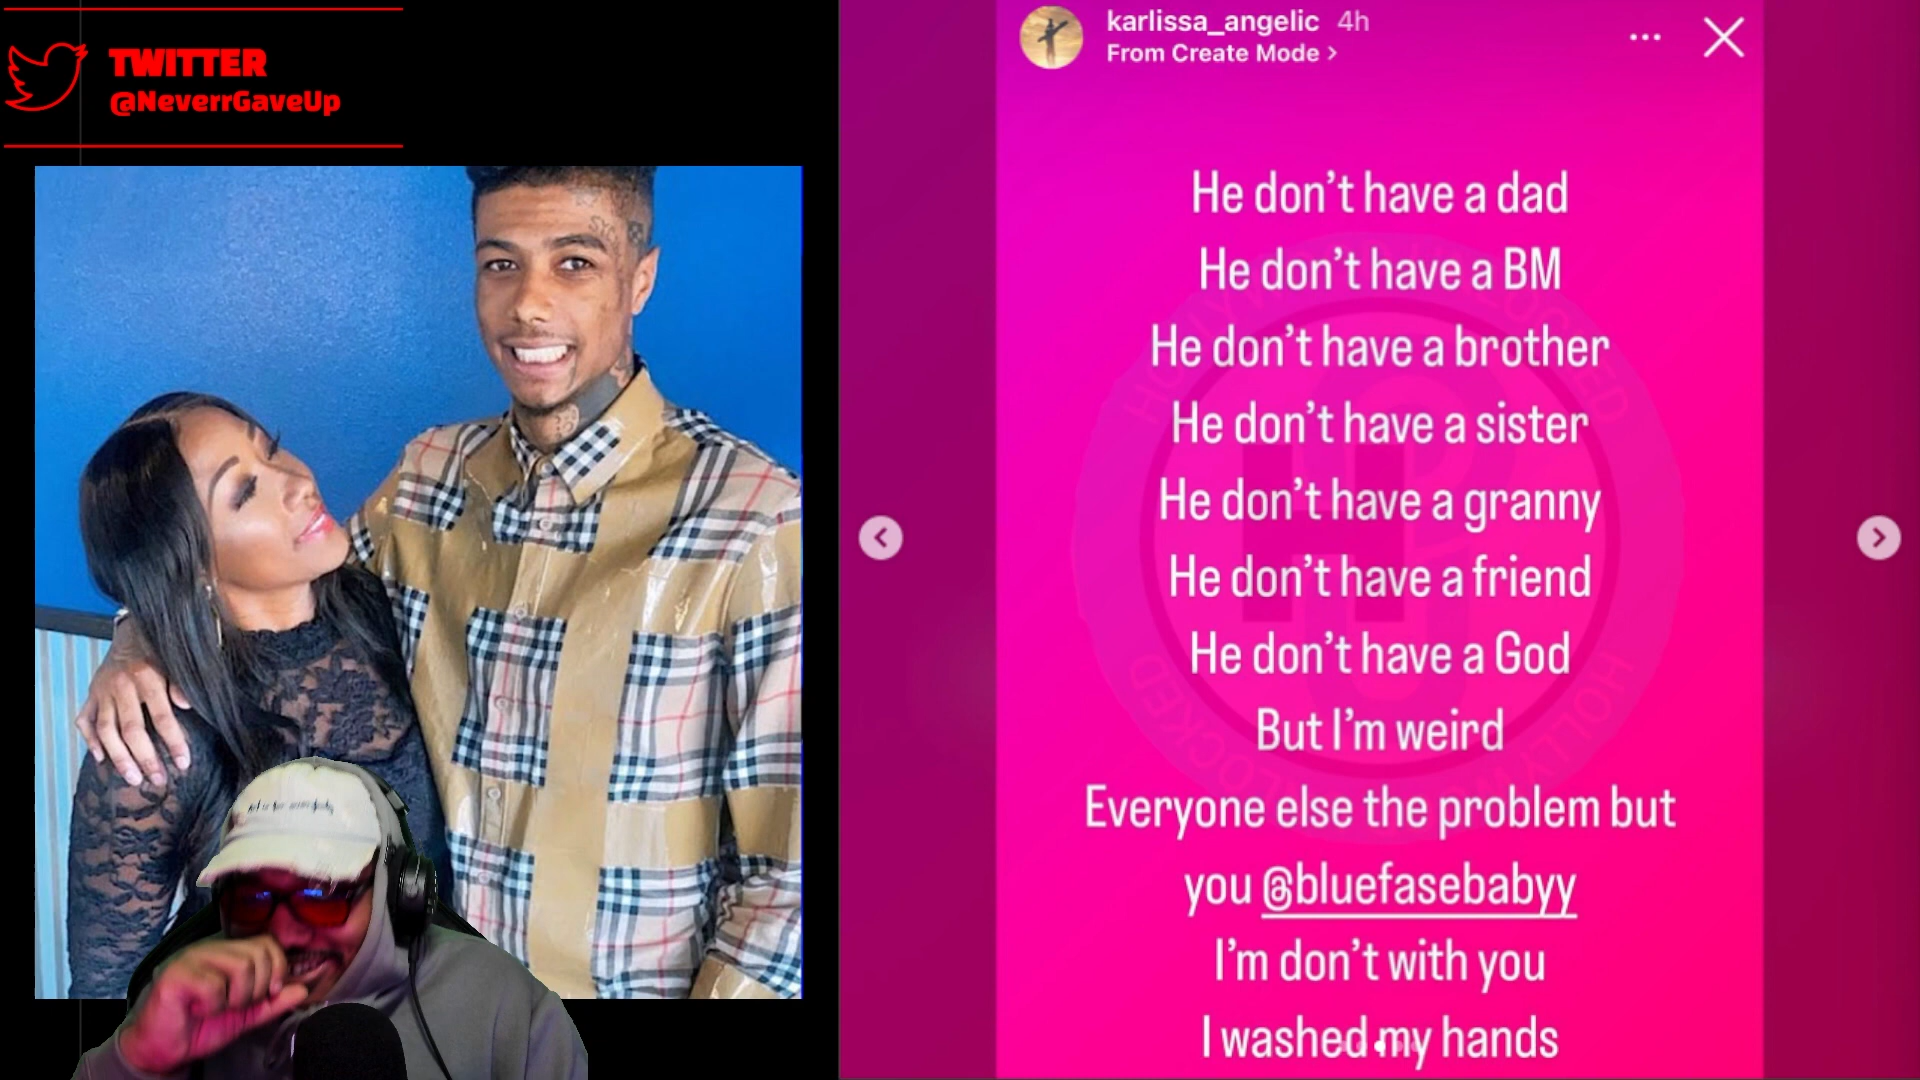 TWITTER
@NeverrGaveUp
karlissa_angelic 4h
From Create Mode >
He don't have a dad
He don't have a BM
He don't have a brother
He don't have a sister
He don't have a granny
He don't have a friend
He don't have a God
But I'm weird
Everyone else the problem but
you @bluefasebabyy
I'm don't with you
I washed my hands